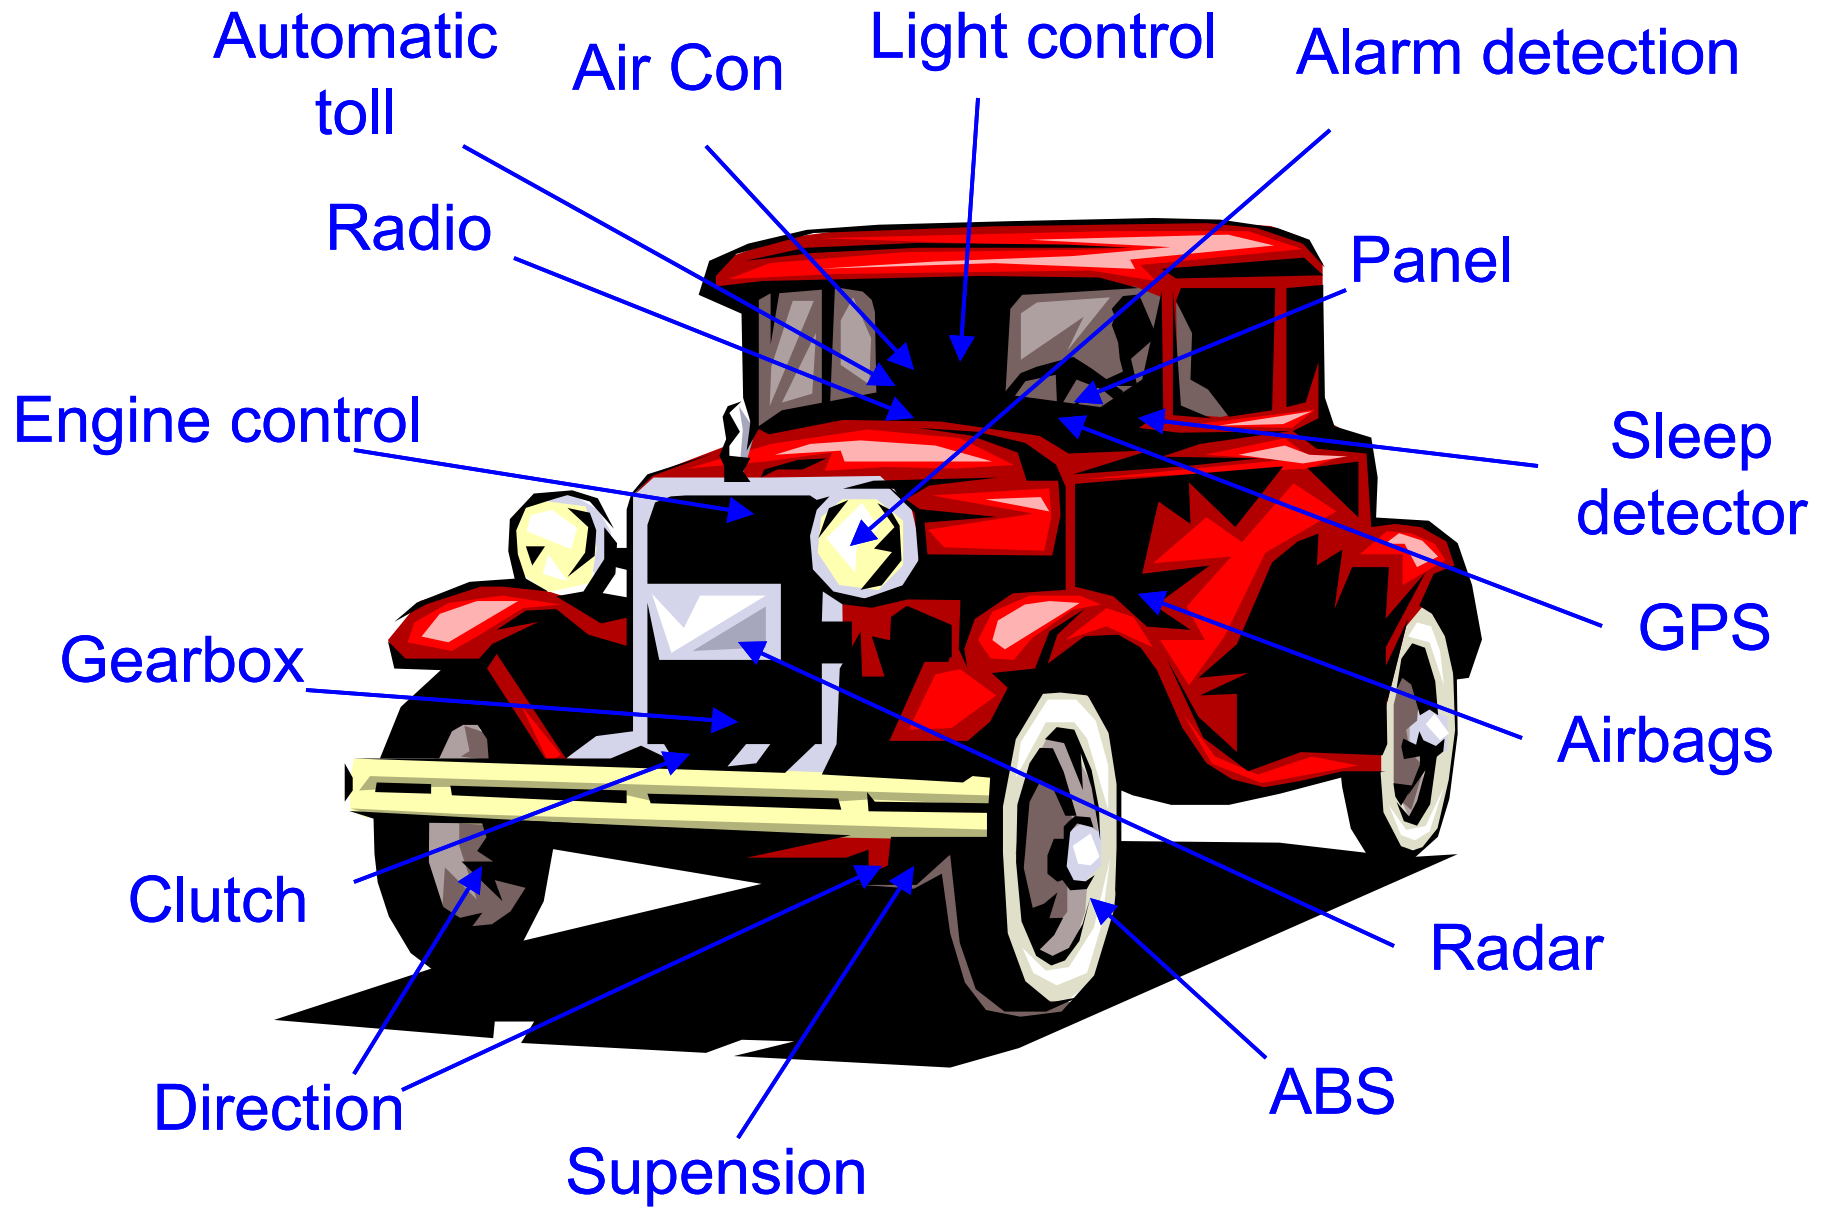 Automatic
toll
Air Con
Light control
Alarm detection
Radio
Panel
Engine control
Sleep
detector
GPS
Gearbox
Airbags
Clutch
Radar
Direction
ABS
Supension